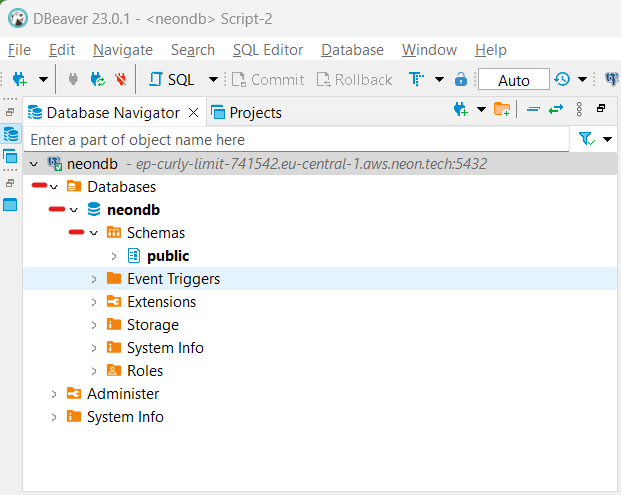 DBeaver 23.0.1 - <neondb> Script-2
File Edit Navigate Search SQL Editor Database Window Help
SQL Commit Rollback T Auto
Database Navigator Projects
Enter a part of object name here
neondb - ep-curly-limit-741542.eu-central-1.aws.neon.tech:5432
Databases
neondb
Schemas
public
Event Triggers
Extensions
Storage
System Info
Roles
Administer
System Info